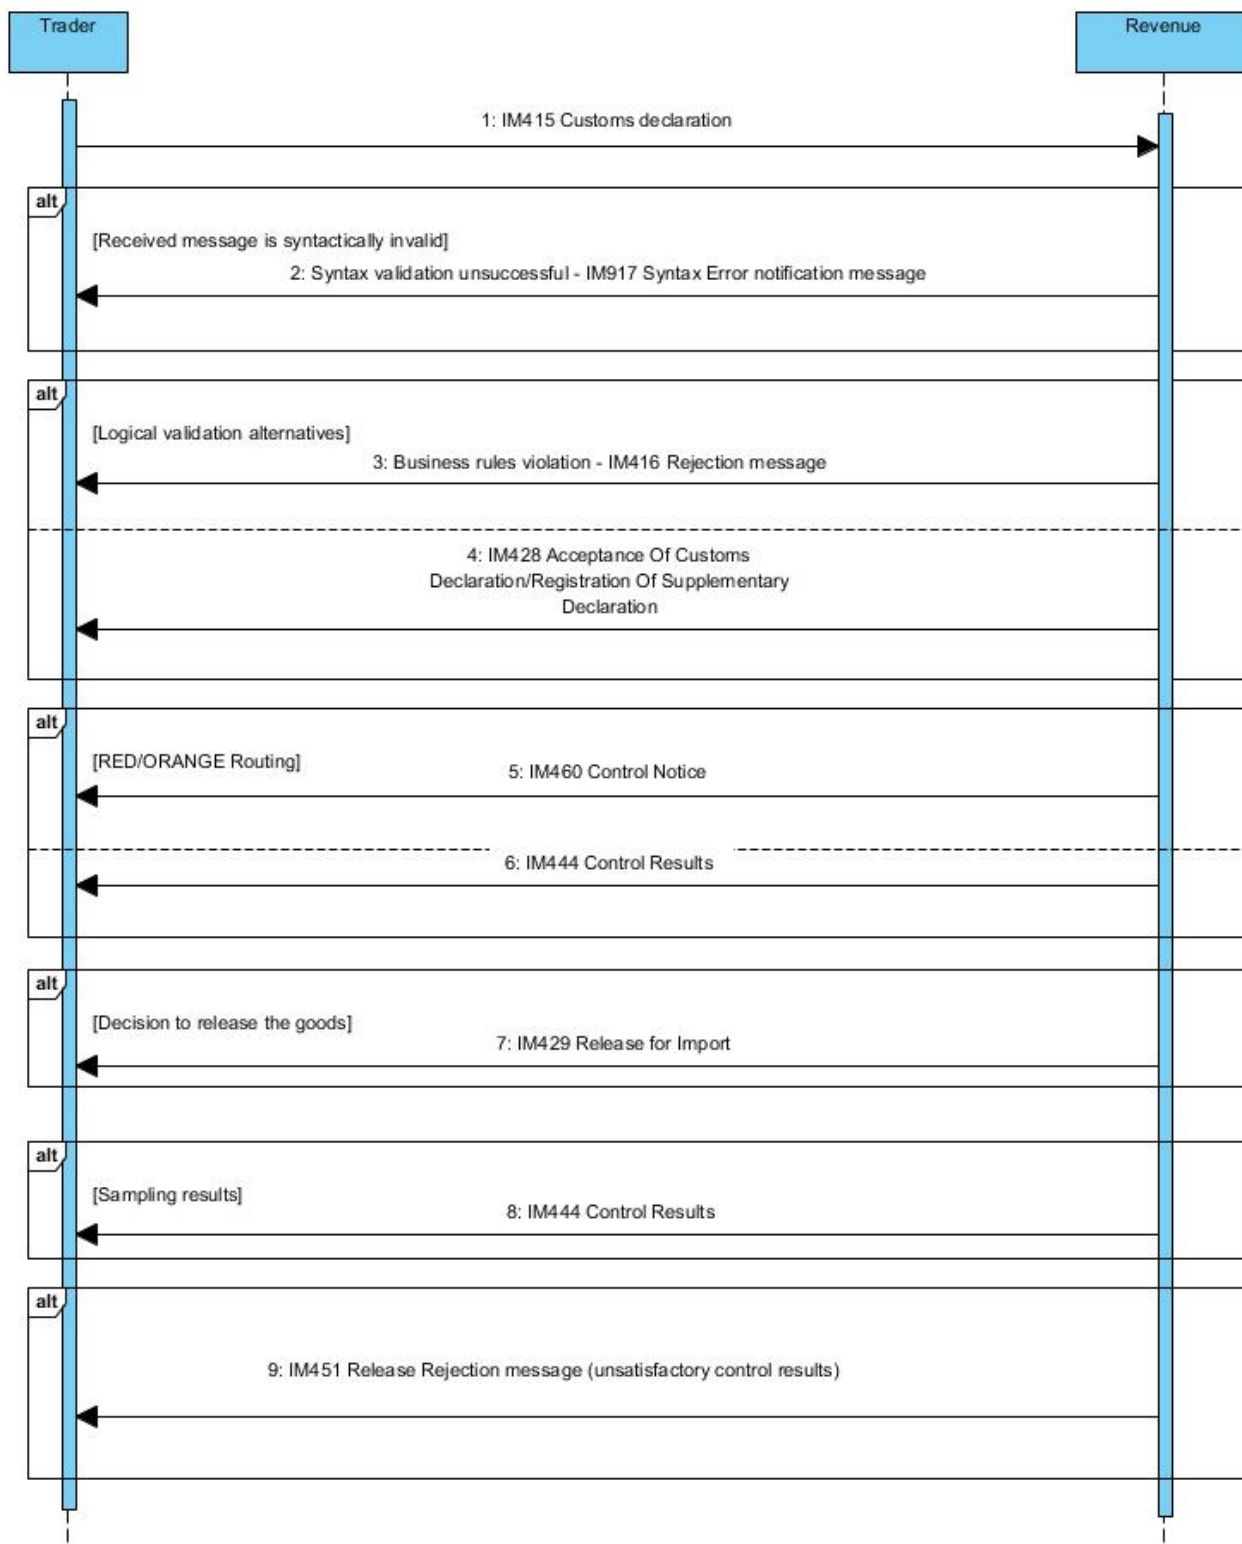 Trader
Revenue
1: IM415 Customs declaration
alt
[Received message is syntactically invalid]
2: Syntax validation unsuccessful - IM917 Syntax Error notification message
alt
[Logical validation alternatives]
3: Business rules violation - IM416 Rejection message
4: IM428 Acceptance Of Customs
Declaration/Registration Of Supplementary
Declaration
alt
[RED/ORANGE Routing]
5: IM460 Control Notice
6: IM444 Control Results
alt
[Decision to release the goods]
7: IM429 Release for Import
alt
[Sampling results]
8: IM444 Control Results
alt
9: IM451 Release Rejection message (unsatisfactory control results)